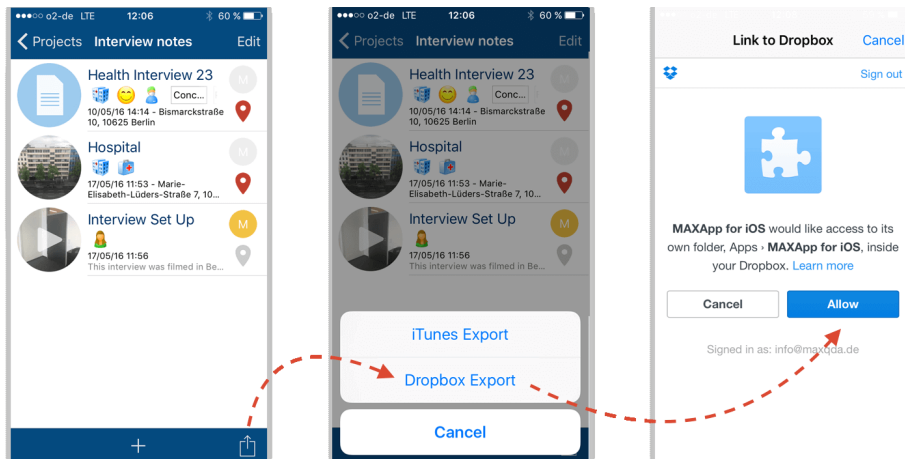 o2-de LTE 12:06 60 %
Projects Interview notes Edit
Health Interview 23
M
Conc...
10/05/16 14:14 - Bismarckstraße
10, 10625 Berlin
Hospital
M
17/05/16 11:53 - Marie-
Elisabeth-Lüders-Straße 7, 10...
Interview Set Up
M
17/05/16 11:56
This interview was filmed in Be...
+
o2-de LTE 12:06 60 %
Projects Interview notes Edit
Health Interview 23
M
Conc...
10/05/16 14:14 - Bismarckstraße
10, 10625 Berlin
Hospital
M
17/05/16 11:53 - Marie-
Elisabeth-Lüders-Straße 7, 10...
Interview Set Up
M
17/05/16 11:56
This interview was filmed in Be...
iTunes Export
Dropbox Export
Cancel
Link to Dropbox Cancel
Sign out
MAXApp for iOS would like access to its
own folder, Apps › MAXApp for iOS, inside
your Dropbox. Learn more
Cancel Allow
Signed in as: info@maxqda.de